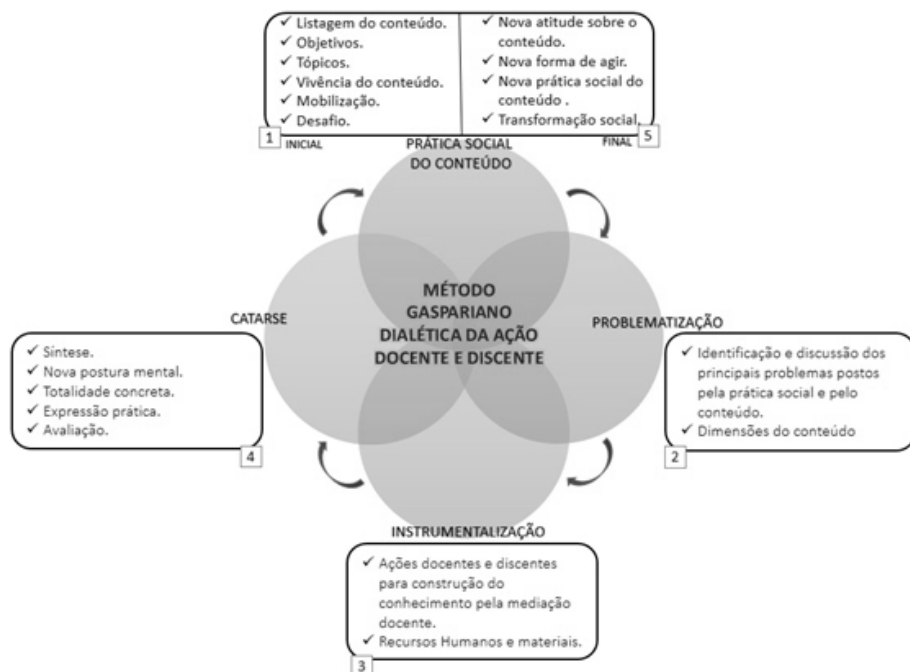 ✓ Listagem do conteúdo.
✓ Objetivos.
✓ Tópicos.
✓ Vivência do conteúdo.
✓ Mobilização.
✓ Desafio.
1
INICIAL
✓ Nova atitude sobre o
conteúdo.
✓ Nova forma de agir.
✓ Nova prática social do
conteúdo .
✓ Transformação social.
5
FINAL
PRÁTICA SOCIAL
DO CONTEÚDO
MÉTODO
GASPARIANO
DIALÉTICA DA AÇÃO
DOCENTE E DISCENTE
PROBLEMATIZAÇÃO
✓ Identificação e discussão dos
principais problemas postos
pela prática social e pelo
conteúdo.
✓ Dimensões do conteúdo
2
INSTRUMENTALIZAÇÃO
✓ Ações docentes e discentes
para construção do
conhecimento pela mediação
docente.
✓ Recursos Humanos e materiais.
3
CATARSE
✓ Síntese.
✓ Nova postura mental.
✓ Totalidade concreta.
✓ Expressão prática.
✓ Avaliação.
4